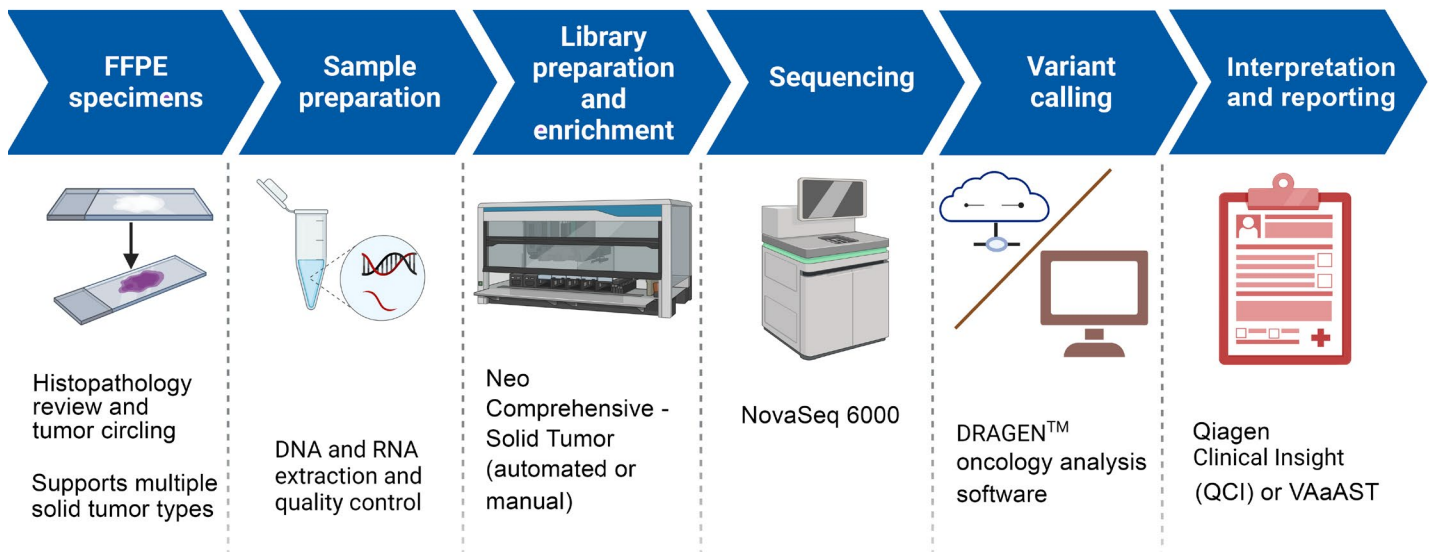 FFPE
specimens
Sample
preparation
Library
preparation
and
enrichment
Sequencing
Variant
calling
Interpretation
and reporting
Histopathology
review and
tumor circling
Supports multiple
solid tumor types
DNA and RNA
extraction and
quality control
Neo
Comprehensive -
Solid Tumor
(automated or
manual)
NovaSeq 6000
DRAGEN™
oncology analysis
software
Qiagen
Clinical Insight
(QCI) or VAaAST